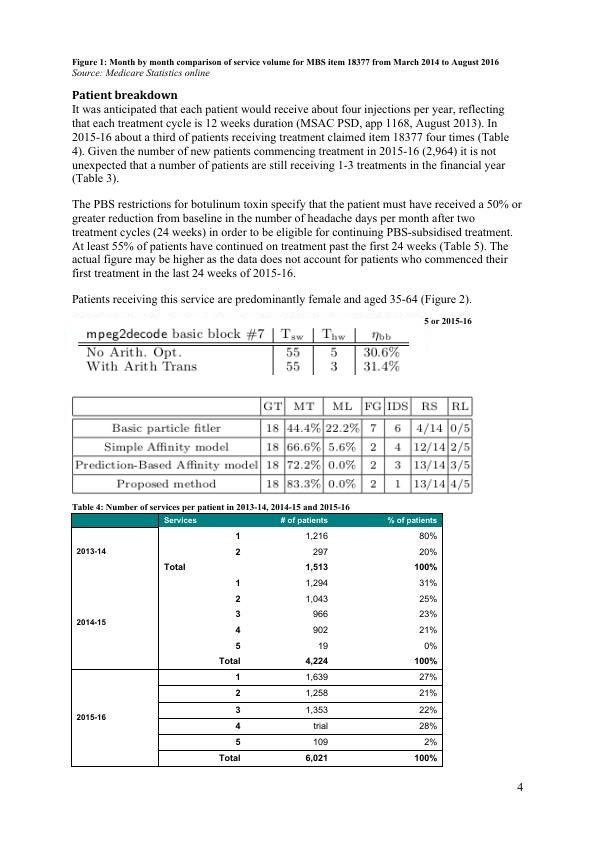 Figure 1: Month by month comparison of service volume for MBS item 18377 from March 2014 to August 2016
Source: Medicare Statistics online
Patient breakdown
It was anticipated that each patient would receive about four injections per year, reflecting
that each treatment cycle is 12 weeks duration (MSAC PSD, app 1168, August 2013). In
2015-16 about a third of patients receiving treatment claimed item 18377 four times (Table
4). Given the number of new patients commencing treatment in 2015-16 (2,964) it is not
unexpected that a number of patients are still receiving 1-3 treatments in the financial year
(Table 3).
The PBS restrictions for botulinum toxin specify that the patient must have received a 50% or
greater reduction from baseline in the number of headache days per month after two
treatment cycles (24 weeks) in order to be eligible for continuing PBS-subsidised treatment.
At least 55% of patients have continued on treatment past the first 24 weeks (Table 5). The
actual figure may be higher as the data does not account for patients who commenced their
first treatment in the last 24 weeks of 2015-16.
Patients receiving this service are predominantly female and aged 35-64 (Figure 2).
5 or 2015-16
mpeg2decode basic block #7 | Tsw | Thw | ηbb
No Arith. Opt. | 55 | 5 | 30.6%
With Arith Trans | 55 | 3 | 31.4%
GT MT ML FG IDS RS RL
Basic particle fitler 18 44.4% 22.2% 7 6 4/14 0/5
Simple Affinity model 18 66.6% 5.6% 2 4 12/14 2/5
Prediction-Based Affinity model 18 72.2% 0.0% 2 3 13/14 3/5
Proposed method 18 83.3% 0.0% 2 1 13/14 4/5
Table 4: Number of services per patient in 2013-14, 2014-15 and 2015-16
Services # of patients % of patients
1 1,216 80%
2013-14
2 297 20%
Total 1,513 100%
1 1,294 31%
2 1,043 25%
3 966 23%
2014-15
4 902 21%
5 19 0%
Total 4,224 100%
1 1,639 27%
2 1,258 21%
3 1,353 22%
2015-16
4 trial 28%
5 109 2%
Total 6,021 100%
4